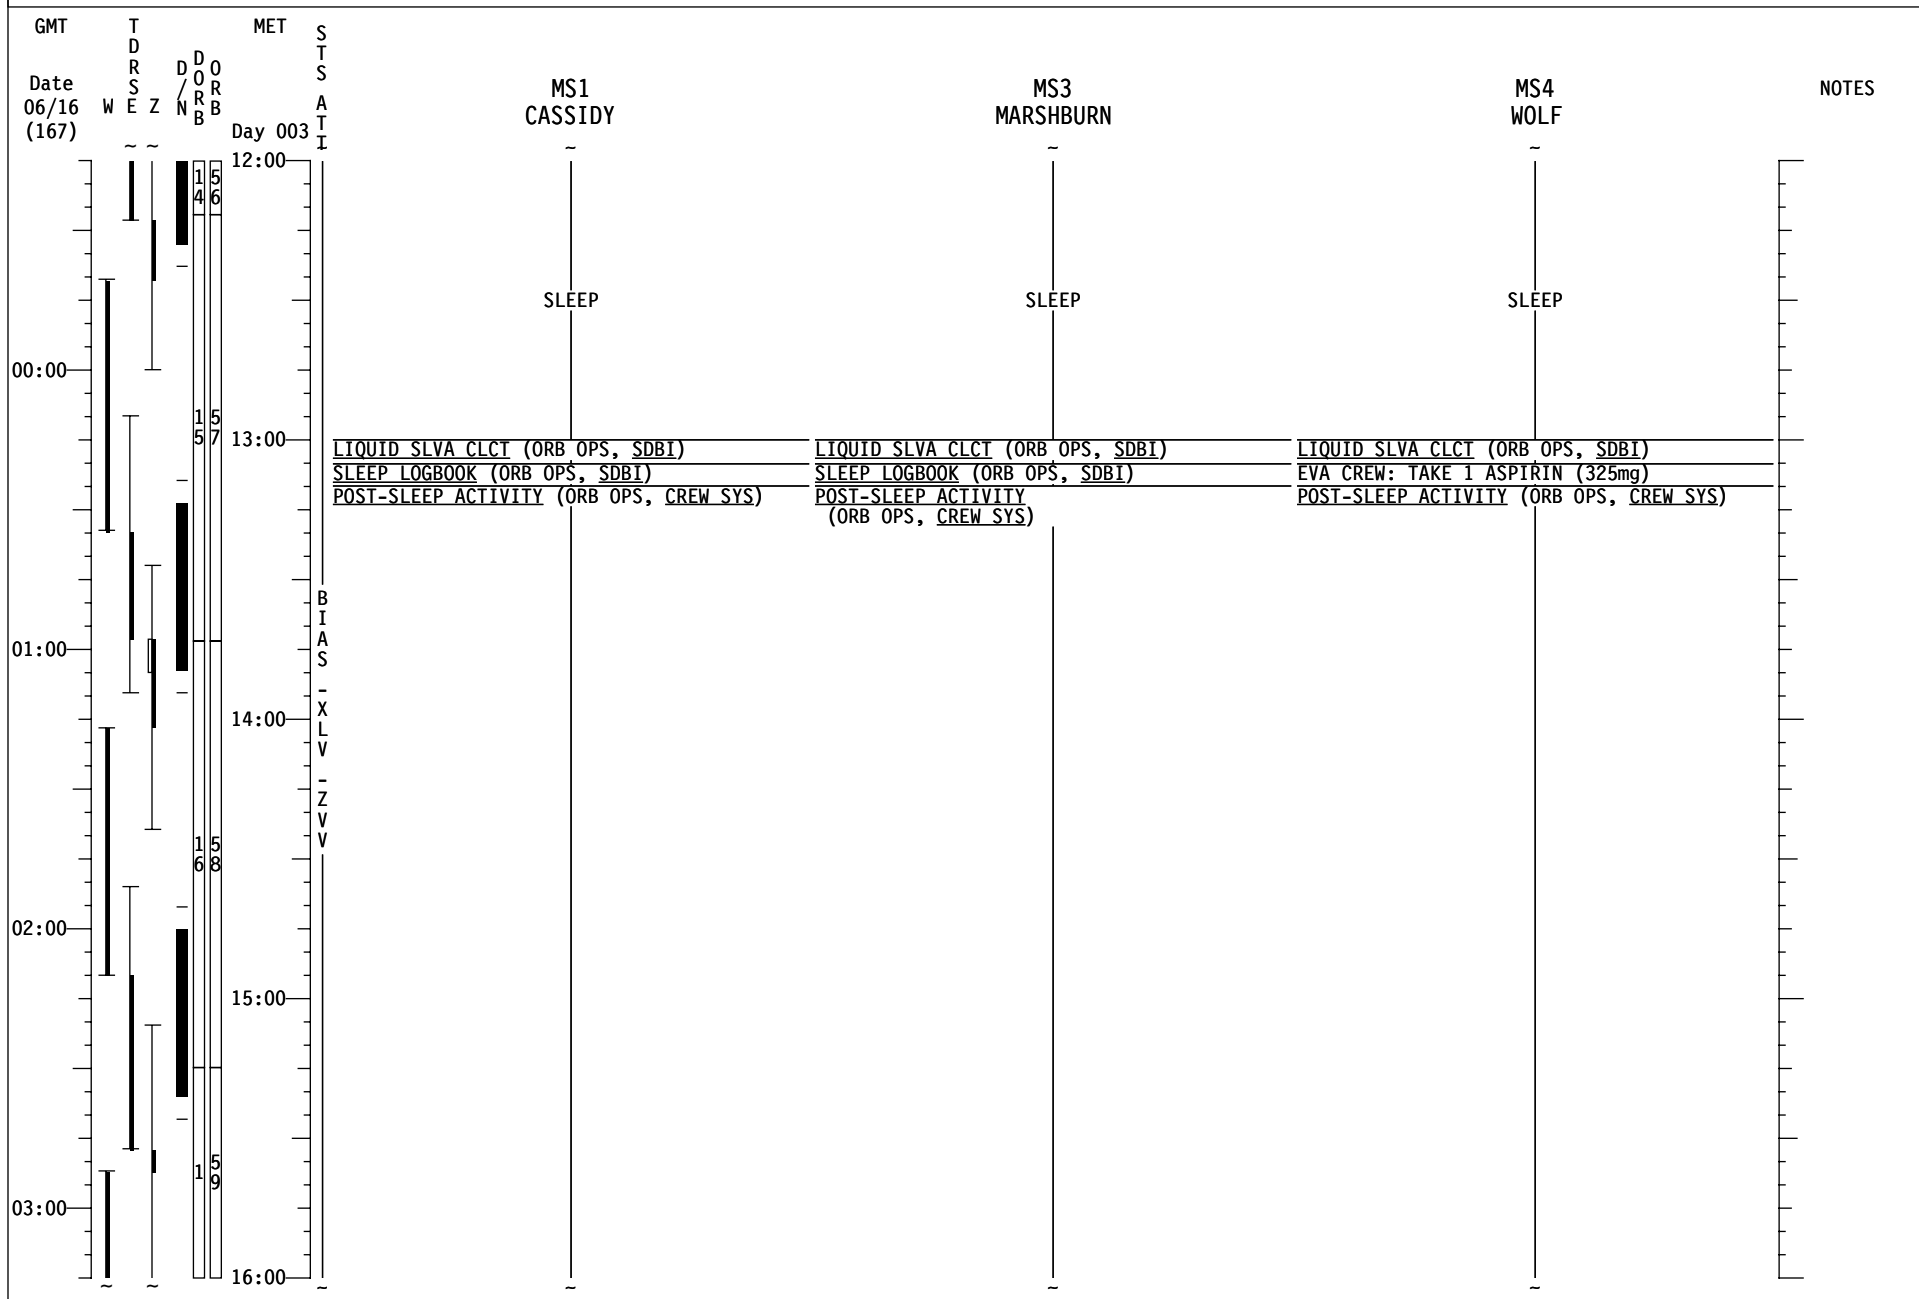 GMT
TDRS
MET
STS ATT
Date
06/16
(167)
W E Z
D/N
DORB
ORB
Day 003
MS1
CASSIDY
MS3
MARSHBURN
MS4
WOLF
NOTES
~ ~ ~ ~ ~ ~
12:00
14 56
SLEEP SLEEP SLEEP
00:00
15 57
13:00
LIQUID SLVA CLCT (ORB OPS, SDBI)
SLEEP LOGBOOK (ORB OPS, SDBI)
POST-SLEEP ACTIVITY (ORB OPS, CREW SYS)
LIQUID SLVA CLCT (ORB OPS, SDBI)
SLEEP LOGBOOK (ORB OPS, SDBI)
POST-SLEEP ACTIVITY
(ORB OPS, CREW SYS)
LIQUID SLVA CLCT (ORB OPS, SDBI)
EVA CREW: TAKE 1 ASPIRIN (325mg)
POST-SLEEP ACTIVITY (ORB OPS, CREW SYS)
BIAS -XLV -ZVV
01:00
14:00
16 58
02:00
15:00
1 59
03:00
16:00
~ ~ ~ ~ ~ ~